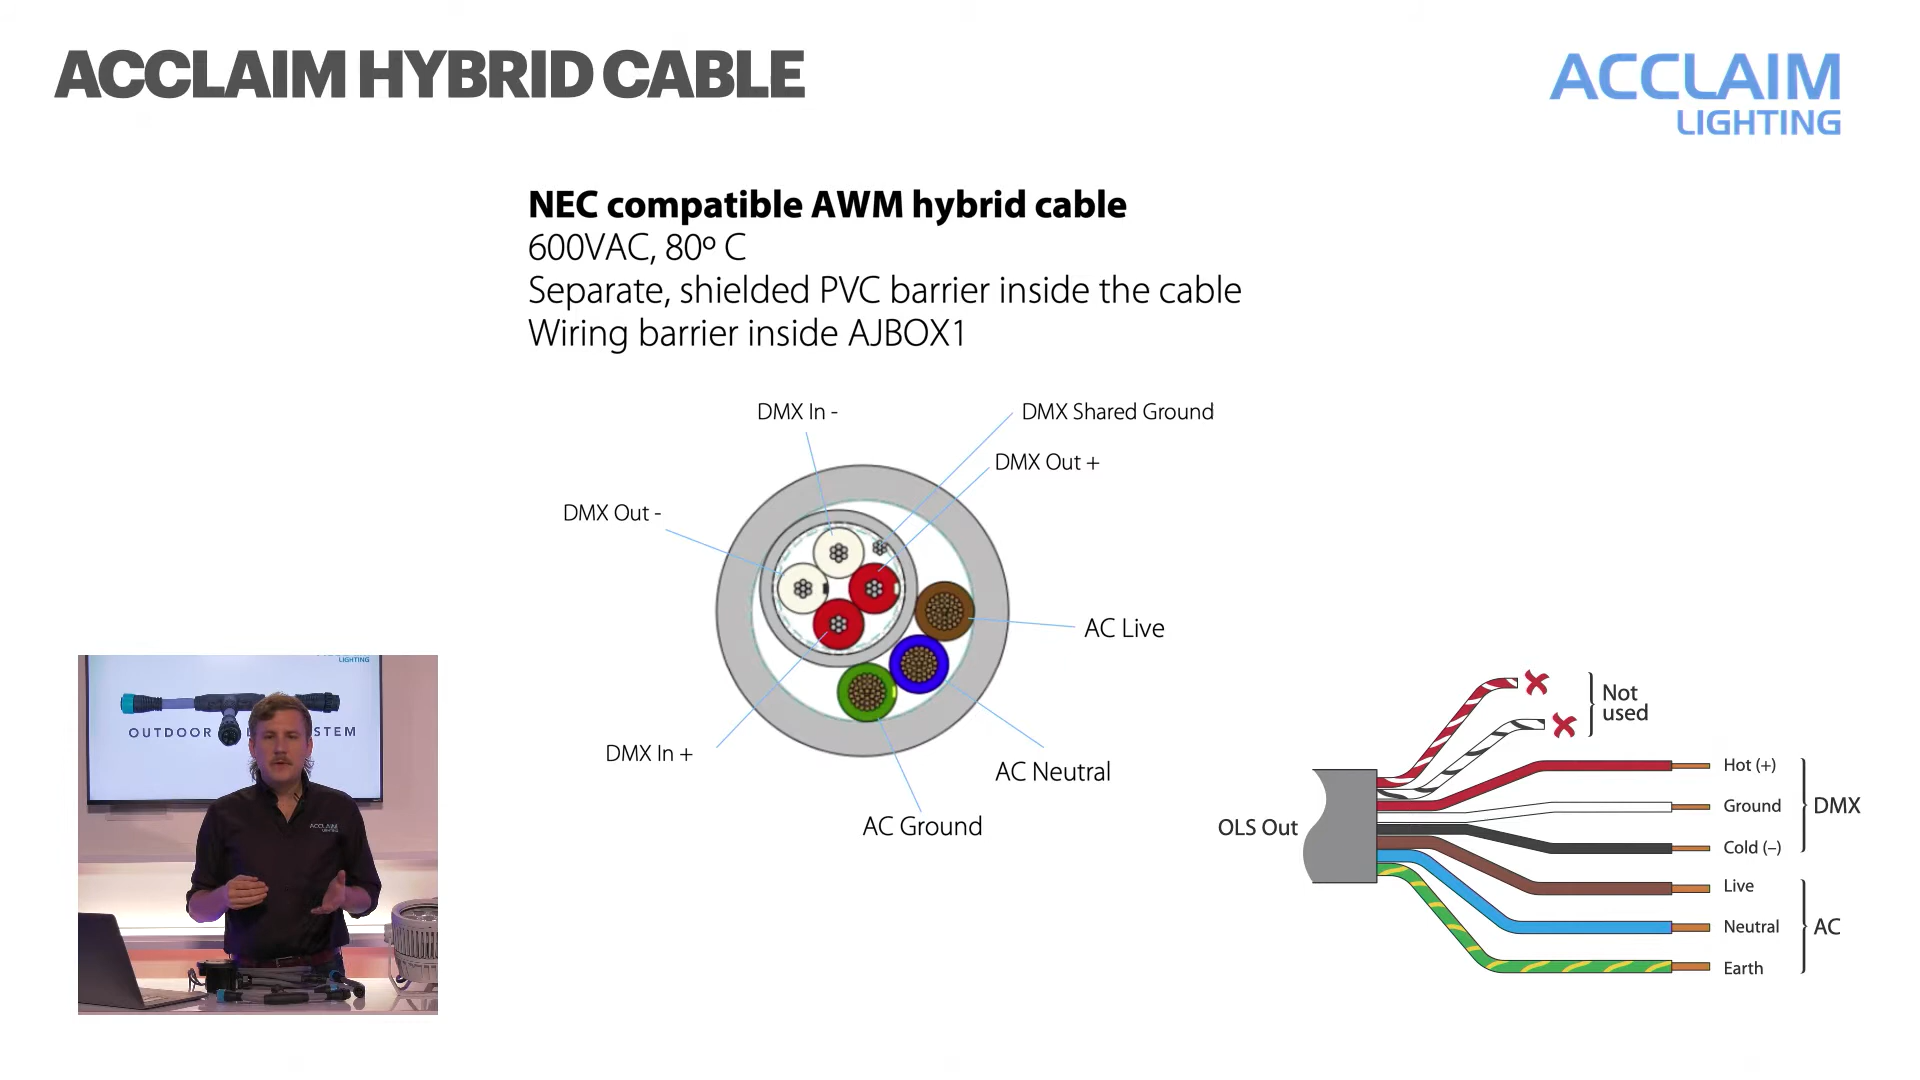 ACCLAIM HYBRID CABLE
ACCLAIM
LIGHTING
NEC compatible AWM hybrid cable
600VAC, 80º C
Separate, shielded PVC barrier inside the cable
Wiring barrier inside AJBOX1
DMX In -
DMX Shared Ground
DMX Out +
DMX Out -
AC Live
DMX In +
AC Neutral
AC Ground
OLS Out
Not
used
Hot (+)
Ground
Cold (–)
DMX
Live
Neutral
Earth
AC
LIGHTING
OUTDOOR
ACCLAIM
LIGHTING